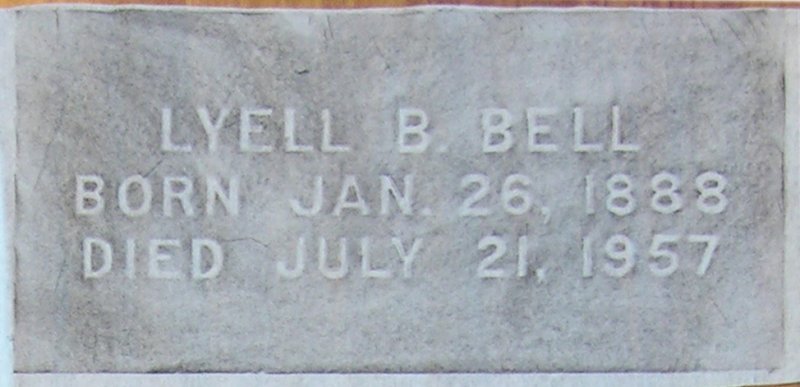 LYELL B. BELL
BORN JAN. 26, 1888
DIED JULY 21, 1957